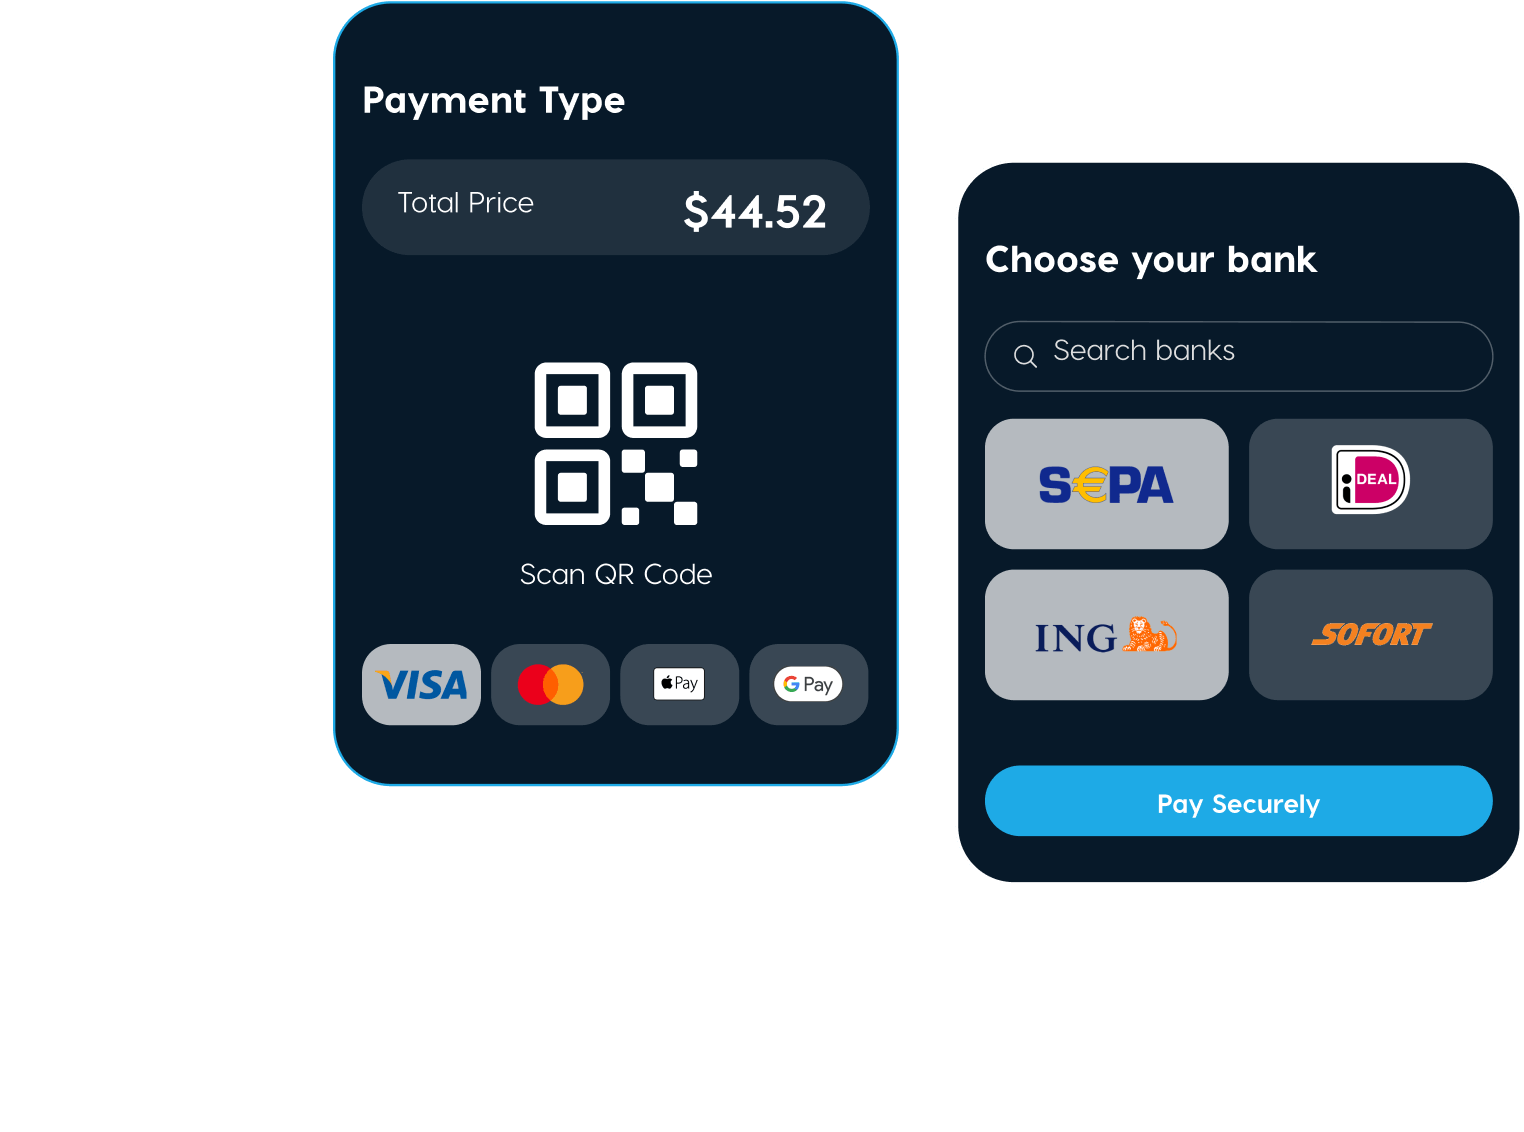 Payment Type
Total Price
$44.52
Scan QR Code
VISA
Pay
G Pay
Choose your bank
Search banks
S€PA
iDEAL
ING
SOFORT
Pay Securely